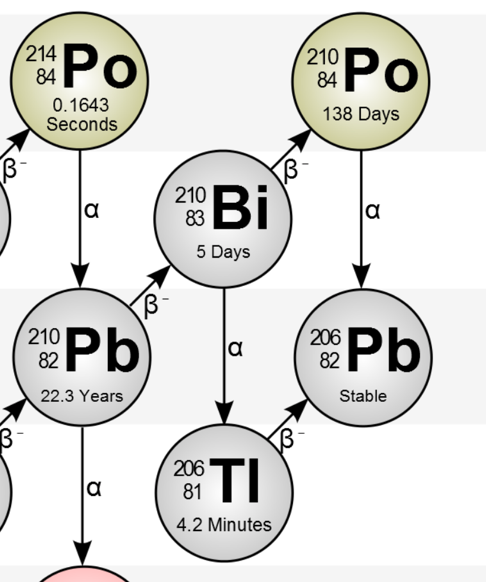 214
84 Po
0.1643
Seconds
210
84 Po
138 Days
β⁻
β⁻
α
α
210
83 Bi
5 Days
β⁻
α
210
82 Pb
22.3 Years
206
82 Pb
Stable
β⁻
β⁻
α
206
81 Tl
4.2 Minutes